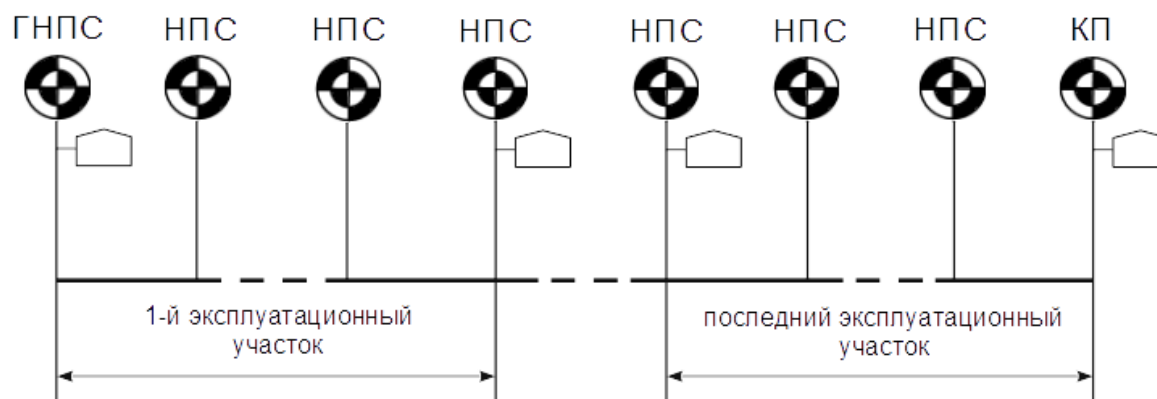 ГНПС НПС НПС НПС НПС НПС НПС КП
1-й эксплуатационный
участок
последний эксплуатационный
участок